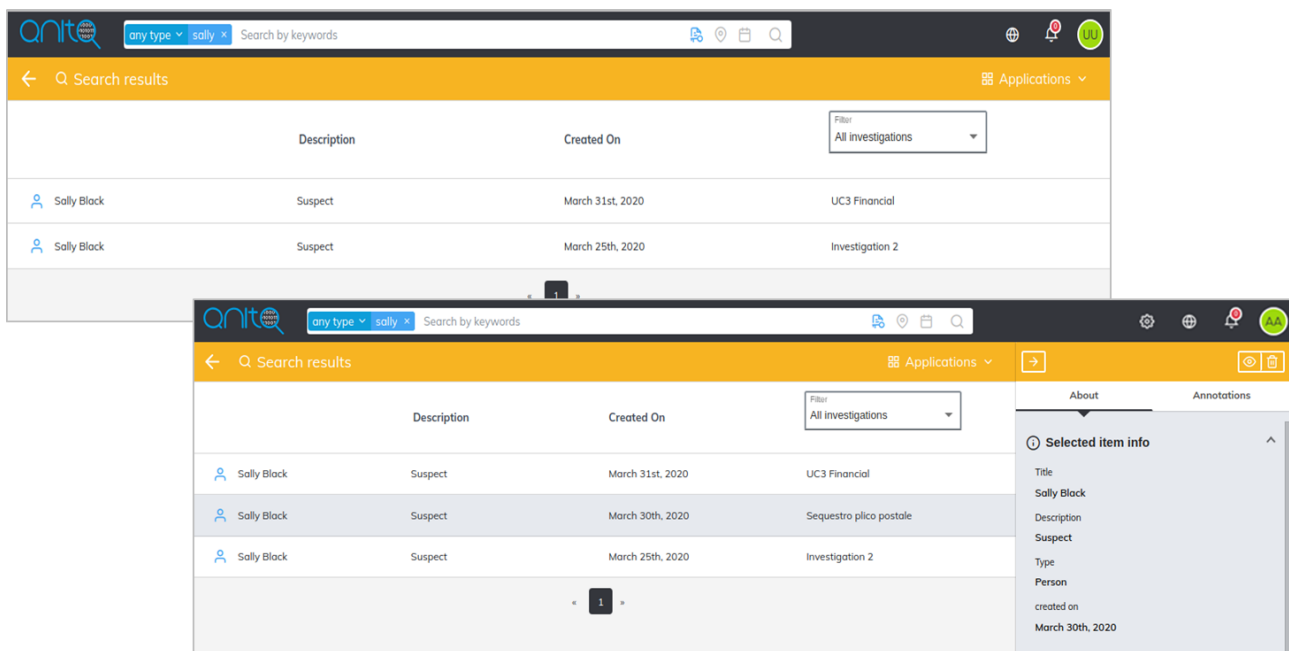 anita
any type sally × Search by keywords
0
UU
Search results
Applications
Description Created On Filter
All investigations
Sally Black Suspect March 31st, 2020 UC3 Financial
Sally Black Suspect March 25th, 2020 Investigation 2
« 1 »
anita
any type sally × Search by keywords
0
AA
Search results
Applications
Description Created On Filter
All investigations
Sally Black Suspect March 31st, 2020 UC3 Financial
Sally Black Suspect March 30th, 2020 Sequestro plico postale
Sally Black Suspect March 25th, 2020 Investigation 2
« 1 »
About Annotations
Selected item info
Title
Sally Black
Description
Suspect
Type
Person
created on
March 30th, 2020